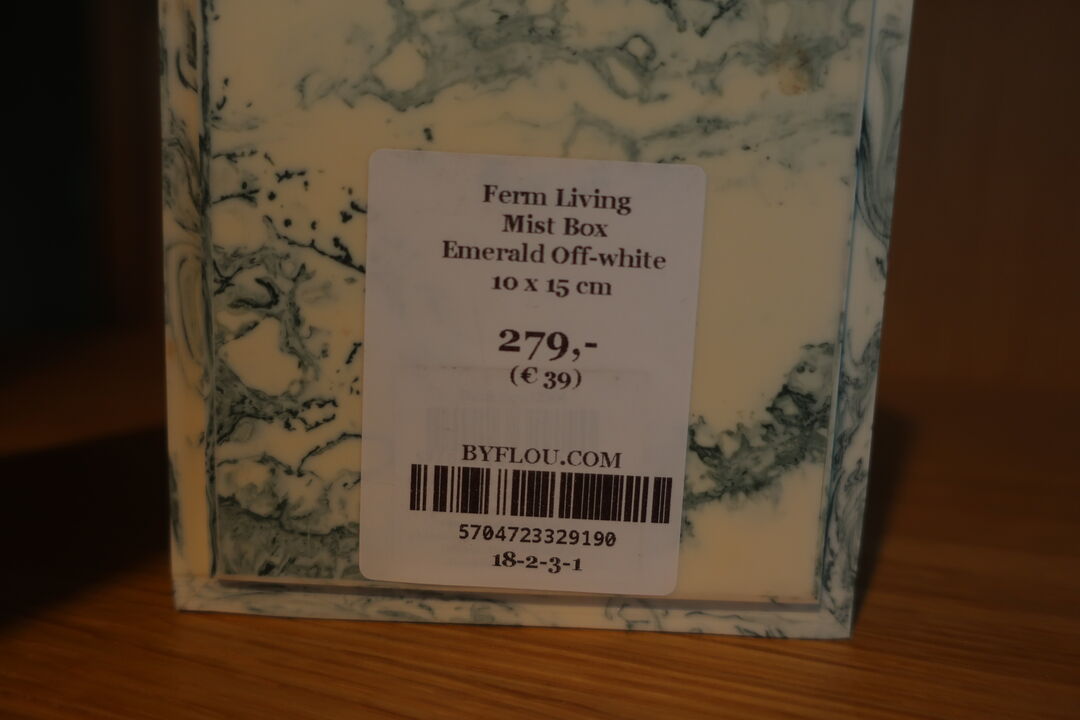 Ferm Living
Mist Box
Emerald Off-white
10 x 15 cm
279,-
(€ 39)
BYFLOU.COM
5704723329190
18-2-3-1